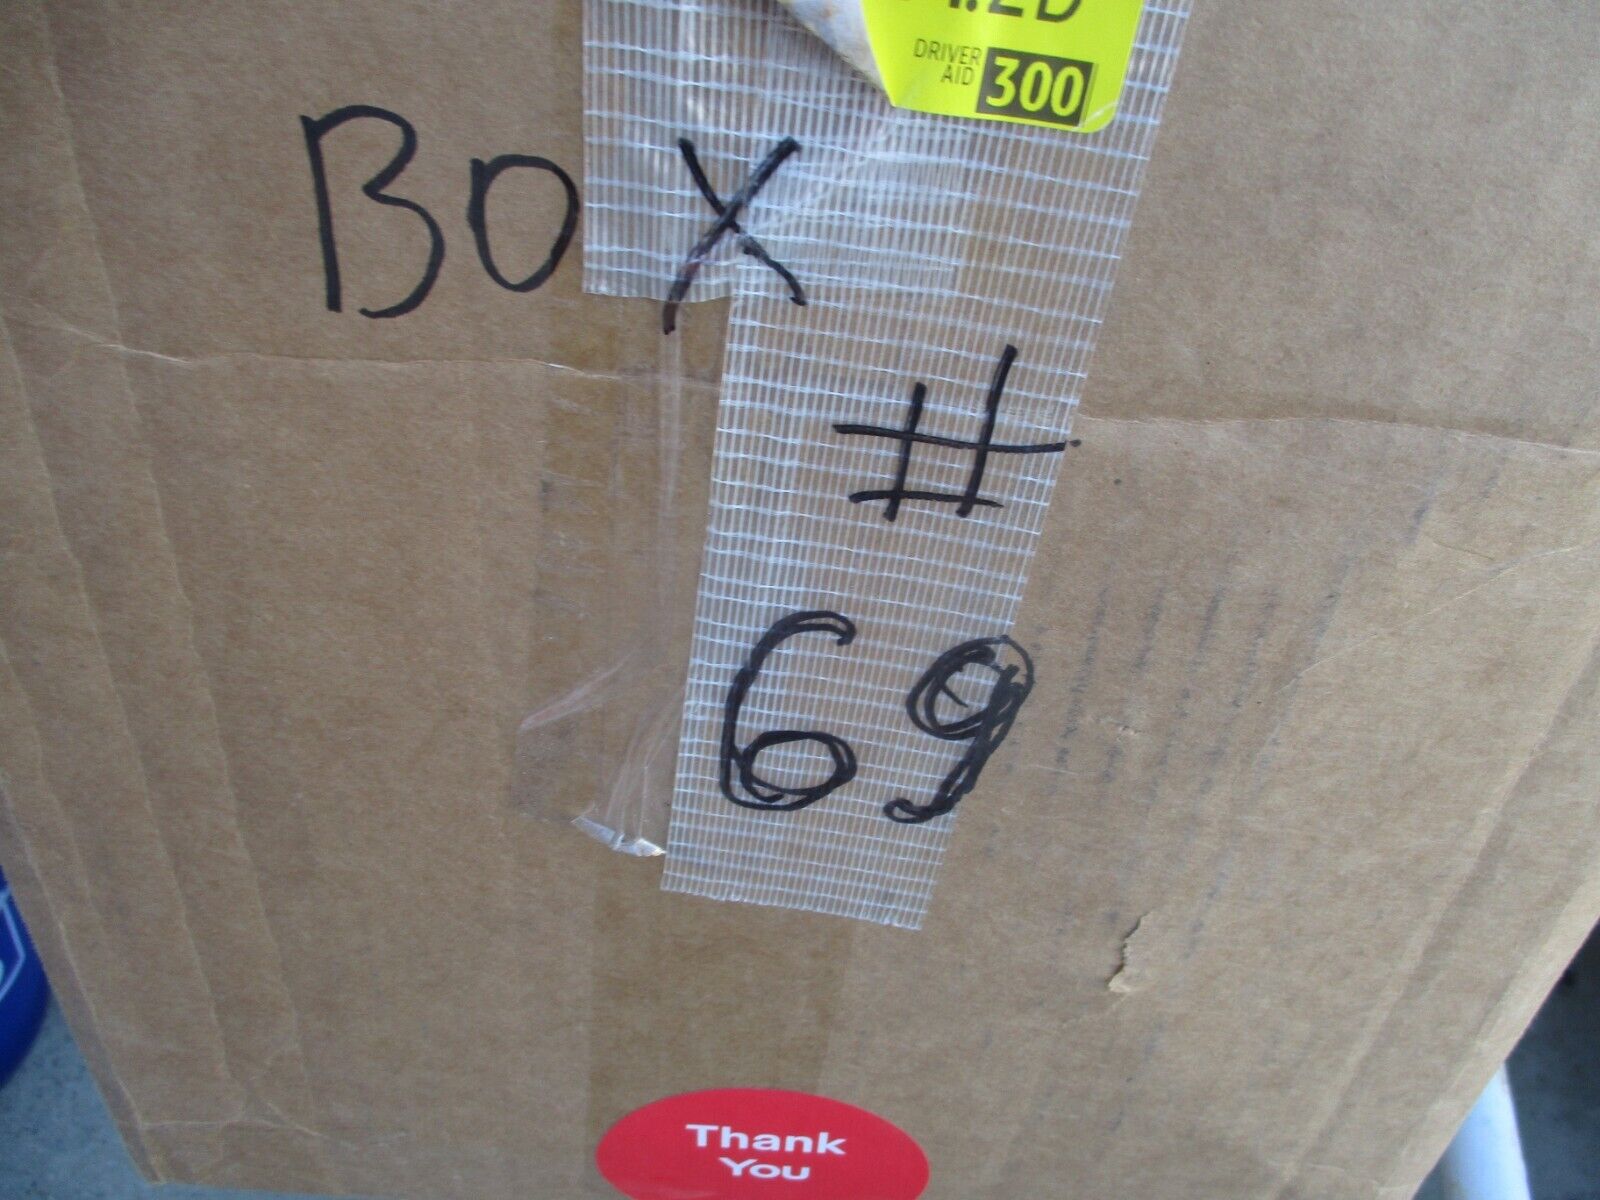 DRIVER
AID 300
BOX
#
69
Thank
You